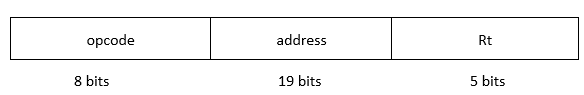 opcode address Rt
8 bits 19 bits 5 bits